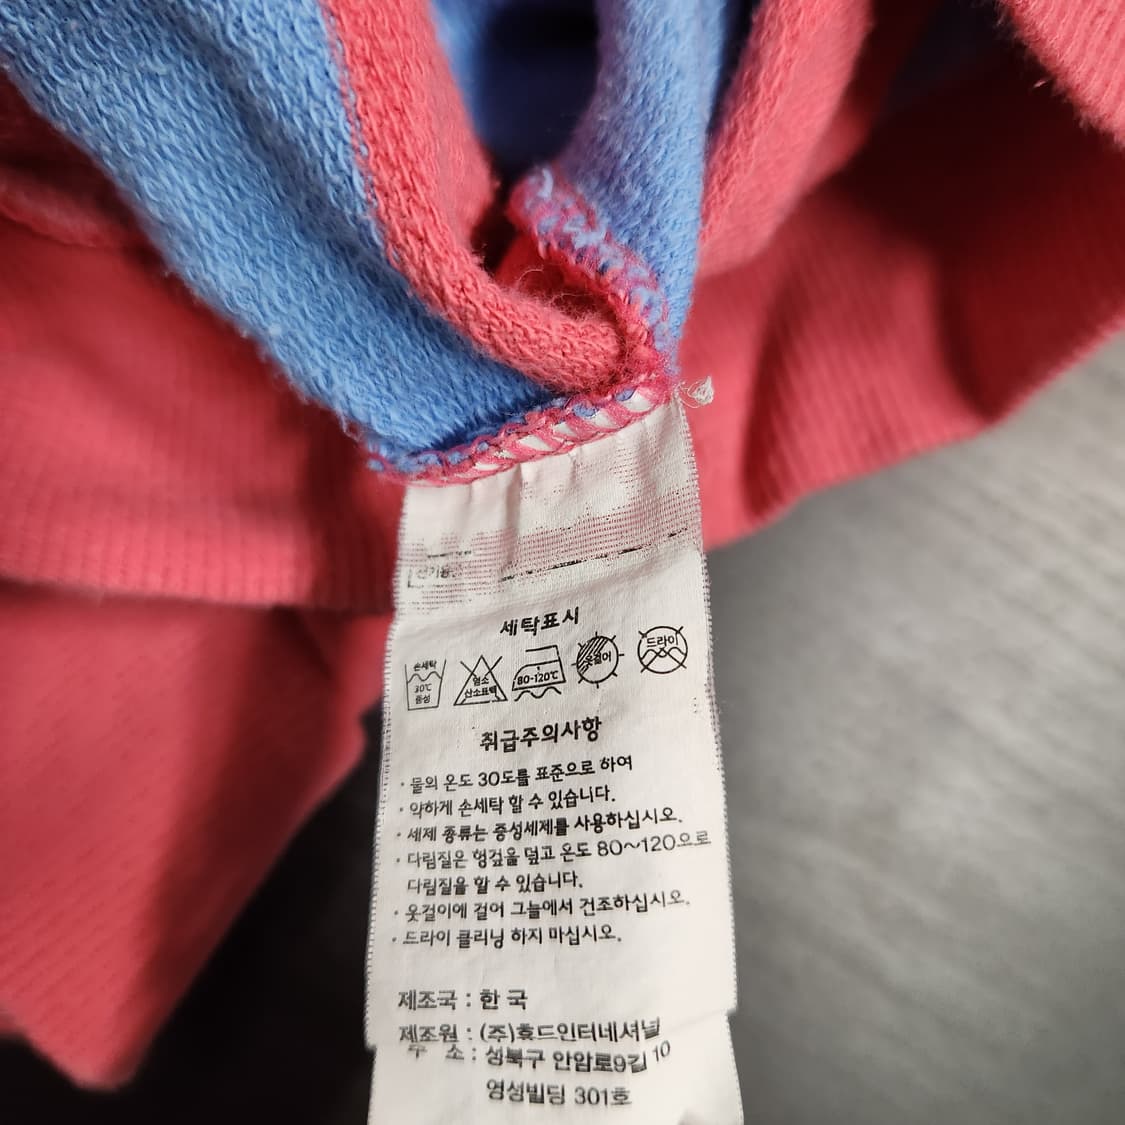 세탁표시
손세탁
30℃
중성
염소
산소표백
80-120℃
옷걸이
드라이
취급주의사항
· 물의 온도 30도를 표준으로 하여
· 약하게 손세탁 할 수 있습니다.
· 세제 종류는 중성세제를 사용하십시오.
· 다림질은 헝겊을 덮고 온도 80~120으로
다림질을 할 수 있습니다.
· 옷걸이에 걸어 그늘에서 건조하십시오.
· 드라이 클리닝 하지 마십시오.
제조국 : 한 국
제조원 : (주)훕드인터네셔널
주 소 : 성북구 안암로9길 10
영성빌딩 301호